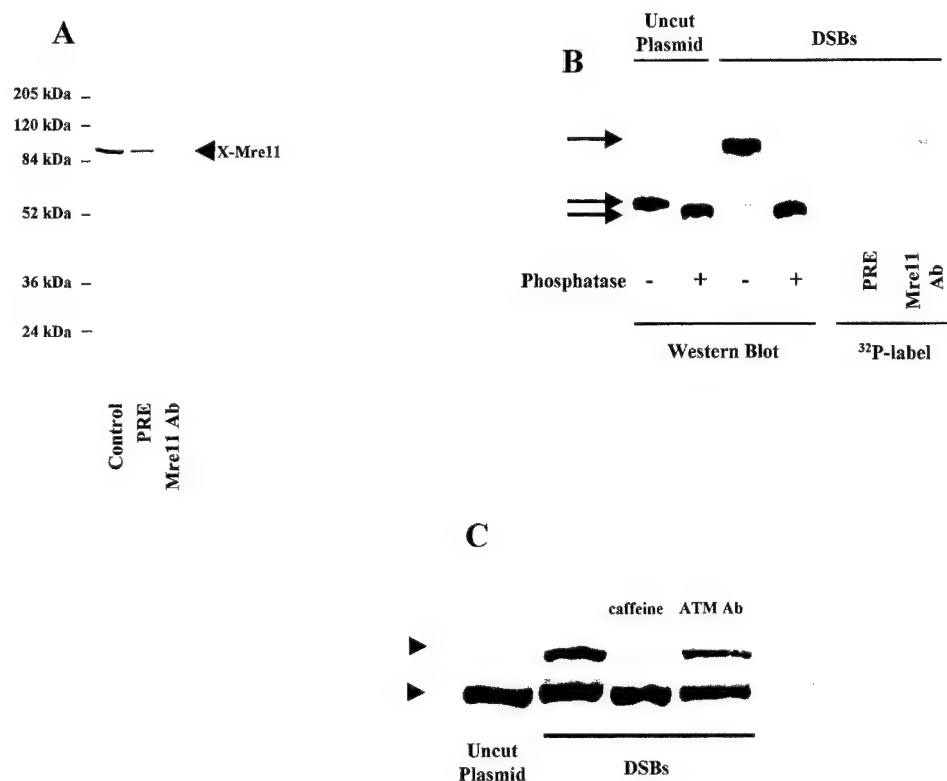 A
205 kDa
120 kDa
84 kDa
52 kDa
36 kDa
24 kDa
X-Mre11
Control
PRE
Mre11 Ab
B
Uncut
Plasmid
DSBs
Phosphatase - + - +
PRE
Mre11
Ab
Western Blot
32P-label
C
caffeine
ATM Ab
Uncut
Plasmid
DSBs